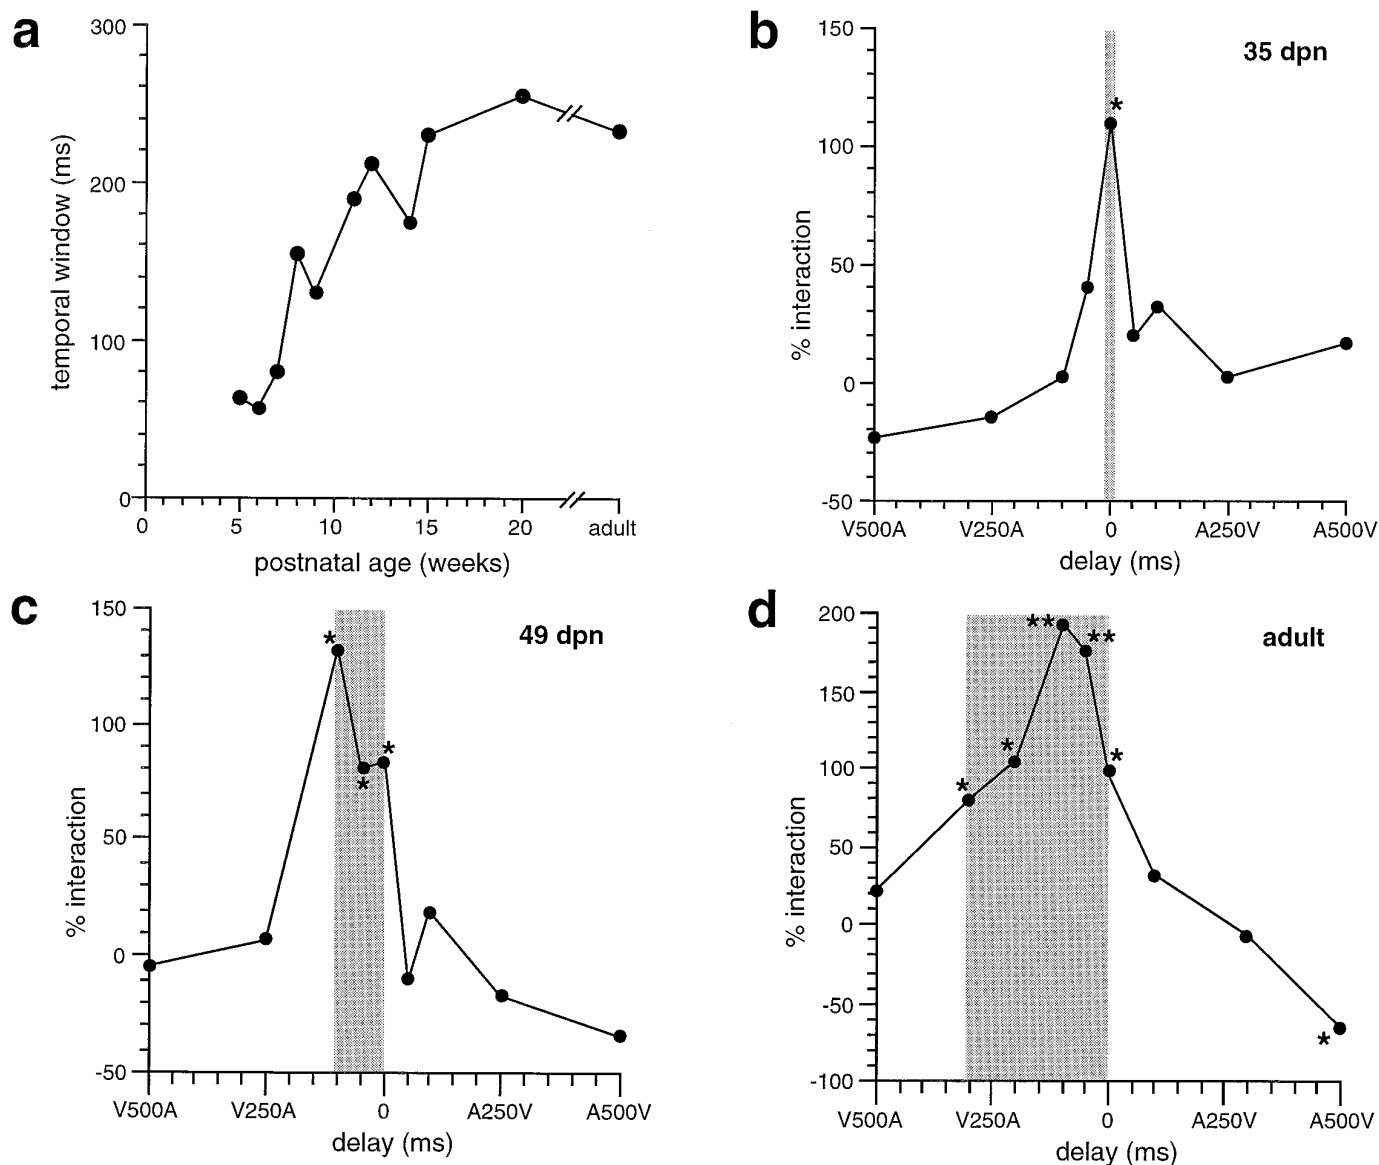 a
300
200
100
0
temporal window (ms)
0 5 10 15 20 adult
postnatal age (weeks)
b
35 dpn
150
100
50
0
-50
% interaction
*
V500A V250A 0 A250V A500V
delay (ms)
c
49 dpn
150
100
50
0
-50
% interaction
*
*
*
V500A V250A 0 A250V A500V
delay (ms)
d
adult
200
150
100
50
0
-50
-100
% interaction
** **
* *
*
*
V500A V250A 0 A250V A500V
delay (ms)